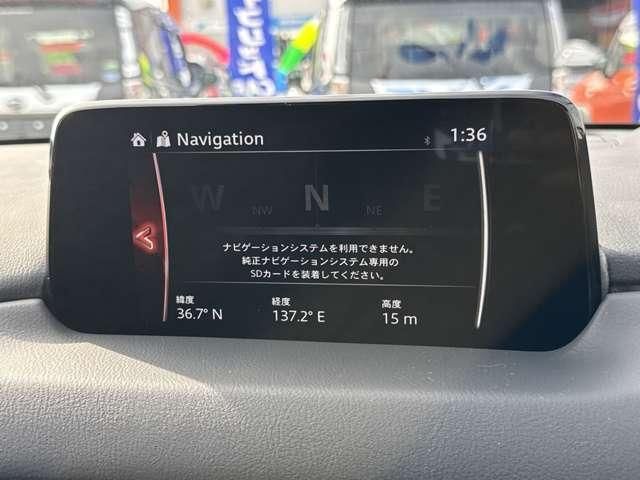 Navigation
1:36
W NW N NE E
ナビゲーションシステムを利用できません。
純正ナビゲーションシステム専用の
SDカードを装着してください。
緯度 経度 高度
36.7° N 137.2° E 15 m